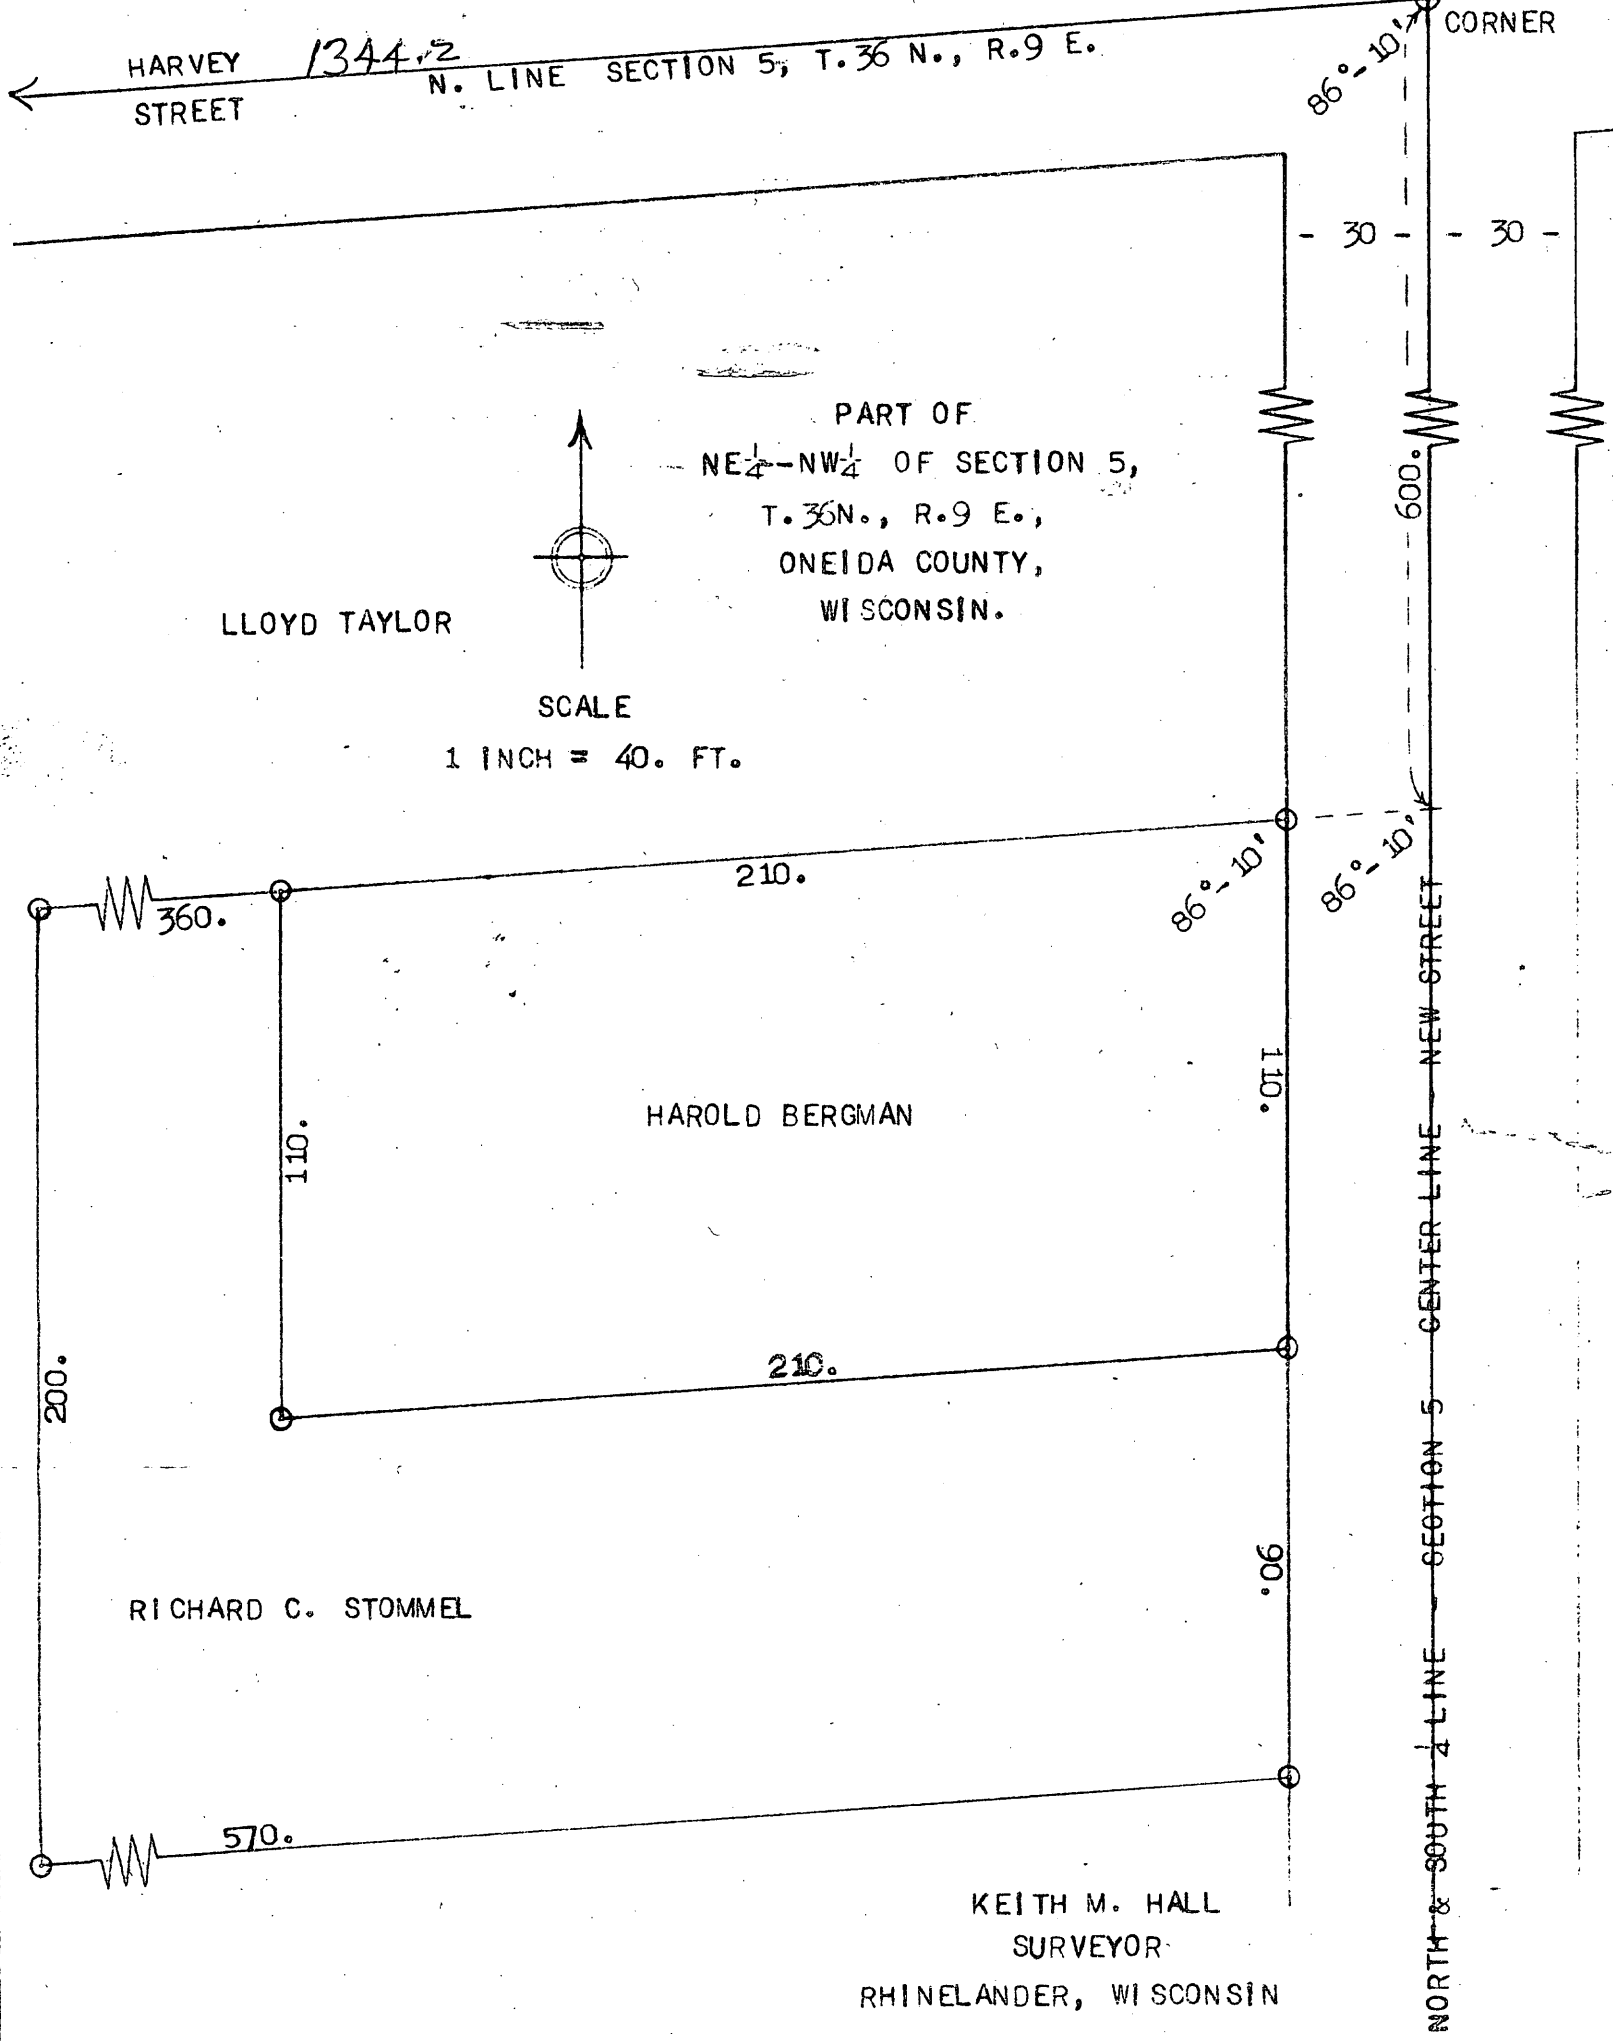 CORNER
HARVEY 1344.2
STREET
N. LINE SECTION 5, T.36 N., R.9 E.
86°-10'
- 30 - - 30 -
PART OF
NE¼-NW¼ OF SECTION 5,
T.36N., R.9 E.,
ONEIDA COUNTY,
WISCONSIN.
600.
LLOYD TAYLOR
SCALE
1 INCH = 40. FT.
210.
86°-10'
86°-10'
360.
110.
110.
HAROLD BERGMAN
210.
200.
90.
RICHARD C. STOMMEL
570.
NORTH & SOUTH ¼ LINE - SECTION 5 CENTER LINE - NEW STREET
KEITH M. HALL
SURVEYOR
RHINELANDER, WISCONSIN